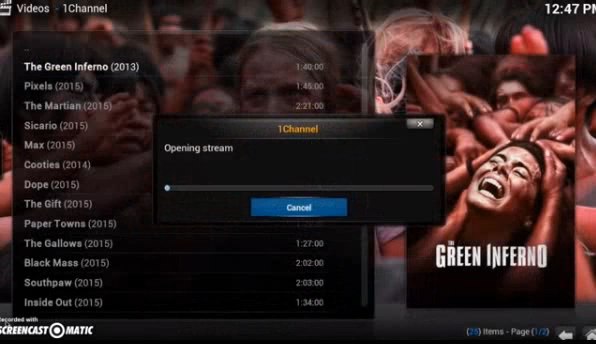 Videos - 1Channel
12:47 PM
..
The Green Inferno (2013) 1:40:00
Pixels (2015) 1:45:00
The Martian (2015) 2:21:00
Sicario (2015)
Max (2015)
Cooties (2014)
Dope (2015)
The Gift (2015)
Paper Towns (2015)
The Gallows (2015) 1:27:00
Black Mass (2015) 2:02:00
Southpaw (2015) 2:03:00
Inside Out (2015) 1:34:00
1Channel
Opening stream
Cancel
THE
GREEN INFERNO
Recorded with
SCREENCAST MATIC
(25) Items - Page (1/2)